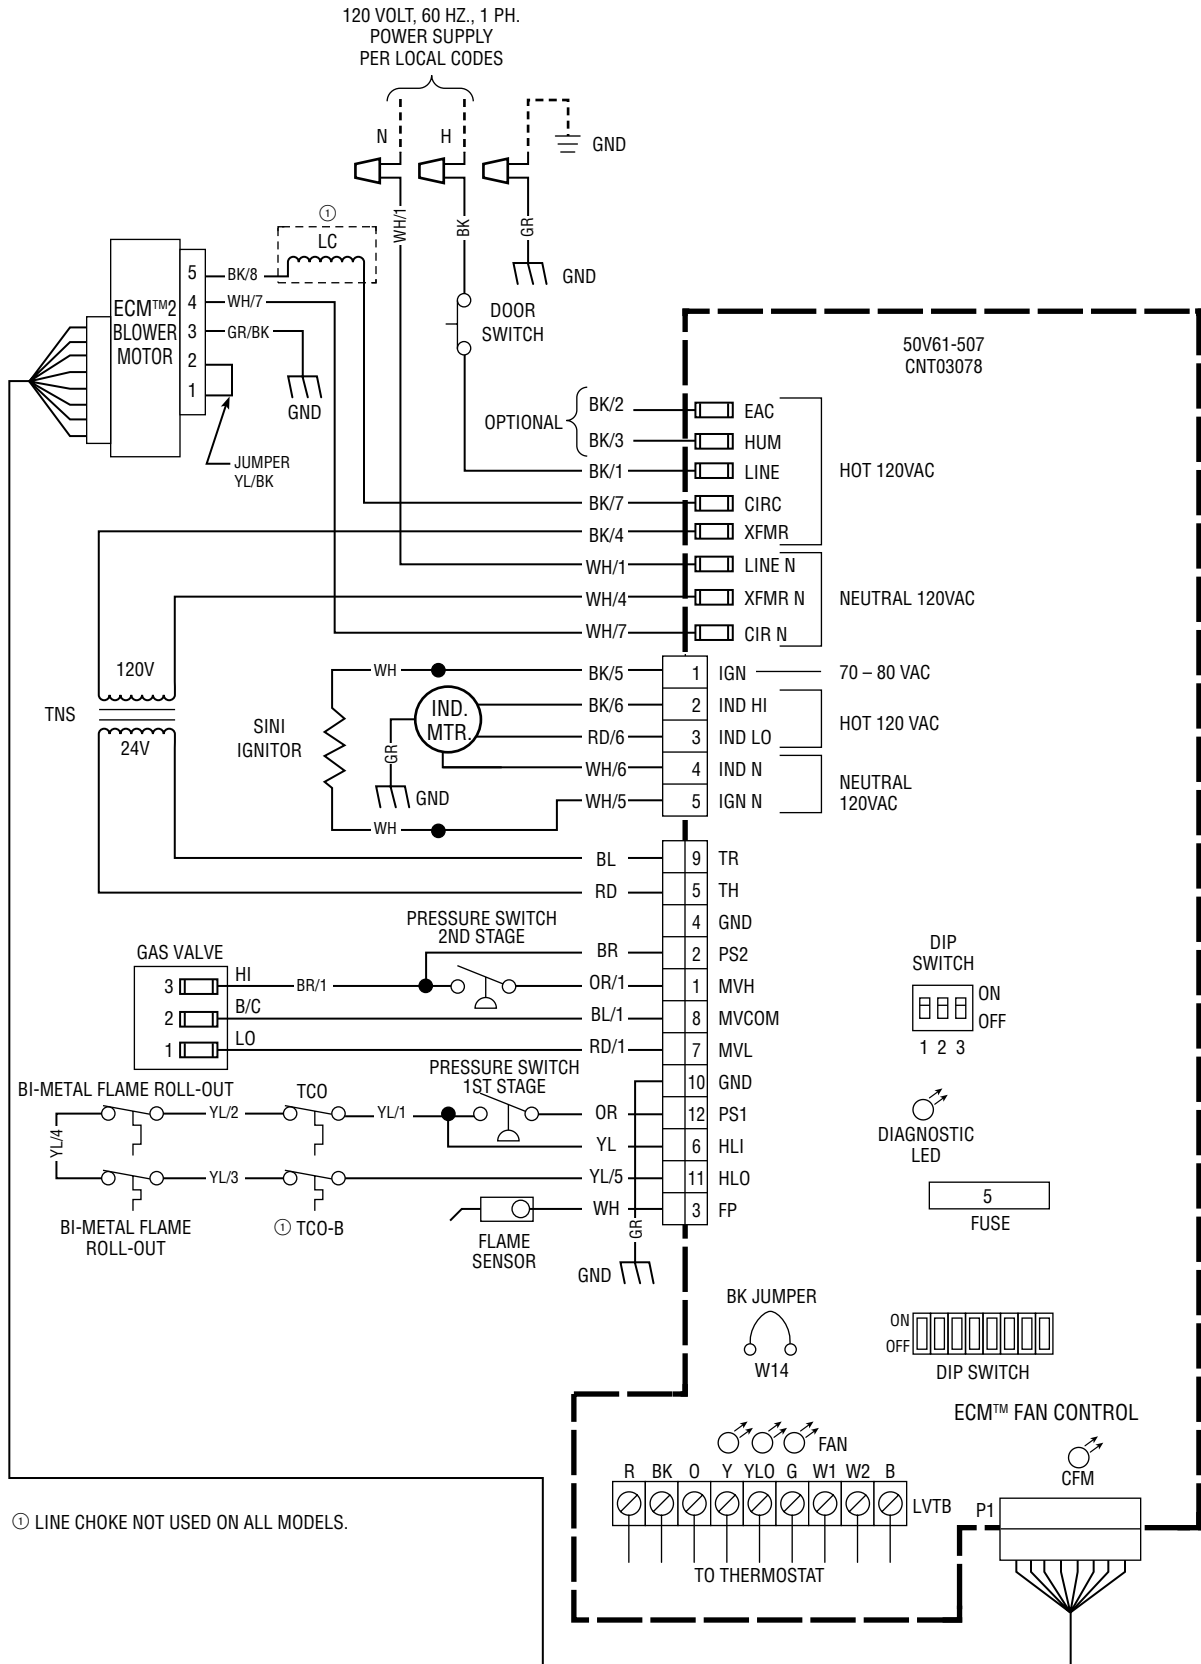 120 VOLT, 60 HZ., 1 PH.
POWER SUPPLY
PER LOCAL CODES
N
H
GND
WH/1
BK
GR
GND
①
LC
ECM™2
BLOWER
MOTOR
5
4
3
2
1
BK/8
WH/7
GR/BK
GND
JUMPER
YL/BK
DOOR
SWITCH
50V61-507
CNT03078
OPTIONAL
BK/2
EAC
BK/3
HUM
BK/1
LINE
BK/7
CIRC
BK/4
XFMR
HOT 120VAC
WH/1
LINE N
WH/4
XFMR N
WH/7
CIR N
NEUTRAL 120VAC
120V
TNS
24V
SINI
IGNITOR
WH
WH
IND.
MTR.
GR
GND
BK/5
1
IGN
70 – 80 VAC
BK/6
2
IND HI
RD/6
3
IND LO
HOT 120 VAC
WH/6
4
IND N
WH/5
5
IGN N
NEUTRAL
120VAC
BL
9
TR
RD
5
TH
4
GND
BR
2
PS2
OR/1
1
MVH
BL/1
8
MVCOM
RD/1
7
MVL
10
GND
OR
12
PS1
YL
6
HLI
YL/5
11
HLO
WH
3
FP
PRESSURE SWITCH
2ND STAGE
GAS VALVE
3
HI
BR/1
2
B/C
1
LO
PRESSURE SWITCH
1ST STAGE
BI-METAL FLAME ROLL-OUT
TCO
YL/2
YL/1
YL/4
YL/3
BI-METAL FLAME
ROLL-OUT
① TCO-B
FLAME
SENSOR
GR
GND
DIP
SWITCH
ON
OFF
1 2 3
DIAGNOSTIC
LED
5
FUSE
BK JUMPER
W14
ON
OFF
DIP SWITCH
ECM™ FAN CONTROL
CFM
FAN
R BK O Y YLO G W1 W2 B
LVTB
TO THERMOSTAT
P1
① LINE CHOKE NOT USED ON ALL MODELS.